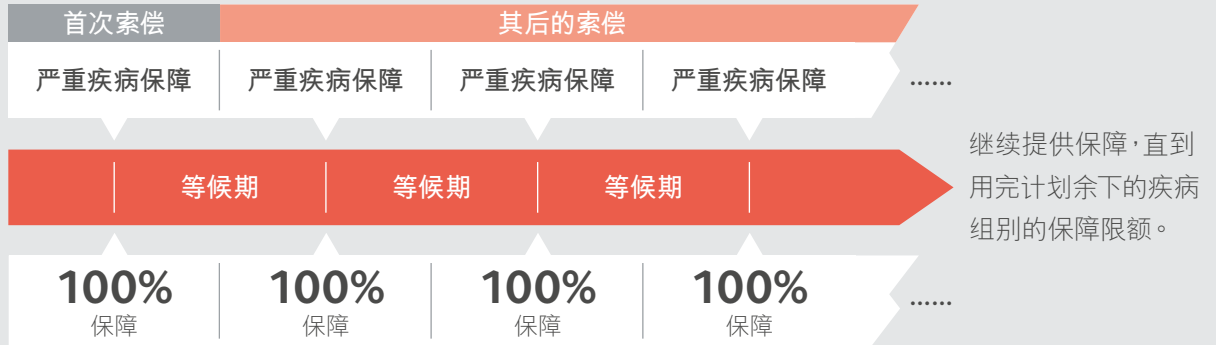 首次索偿 其后的索偿
严重疾病保障 严重疾病保障 严重疾病保障 严重疾病保障 ……
等候期 等候期 等候期
继续提供保障，直到
用完计划余下的疾病
组别的保障限额。
100% 100% 100% 100% ……
保障 保障 保障 保障